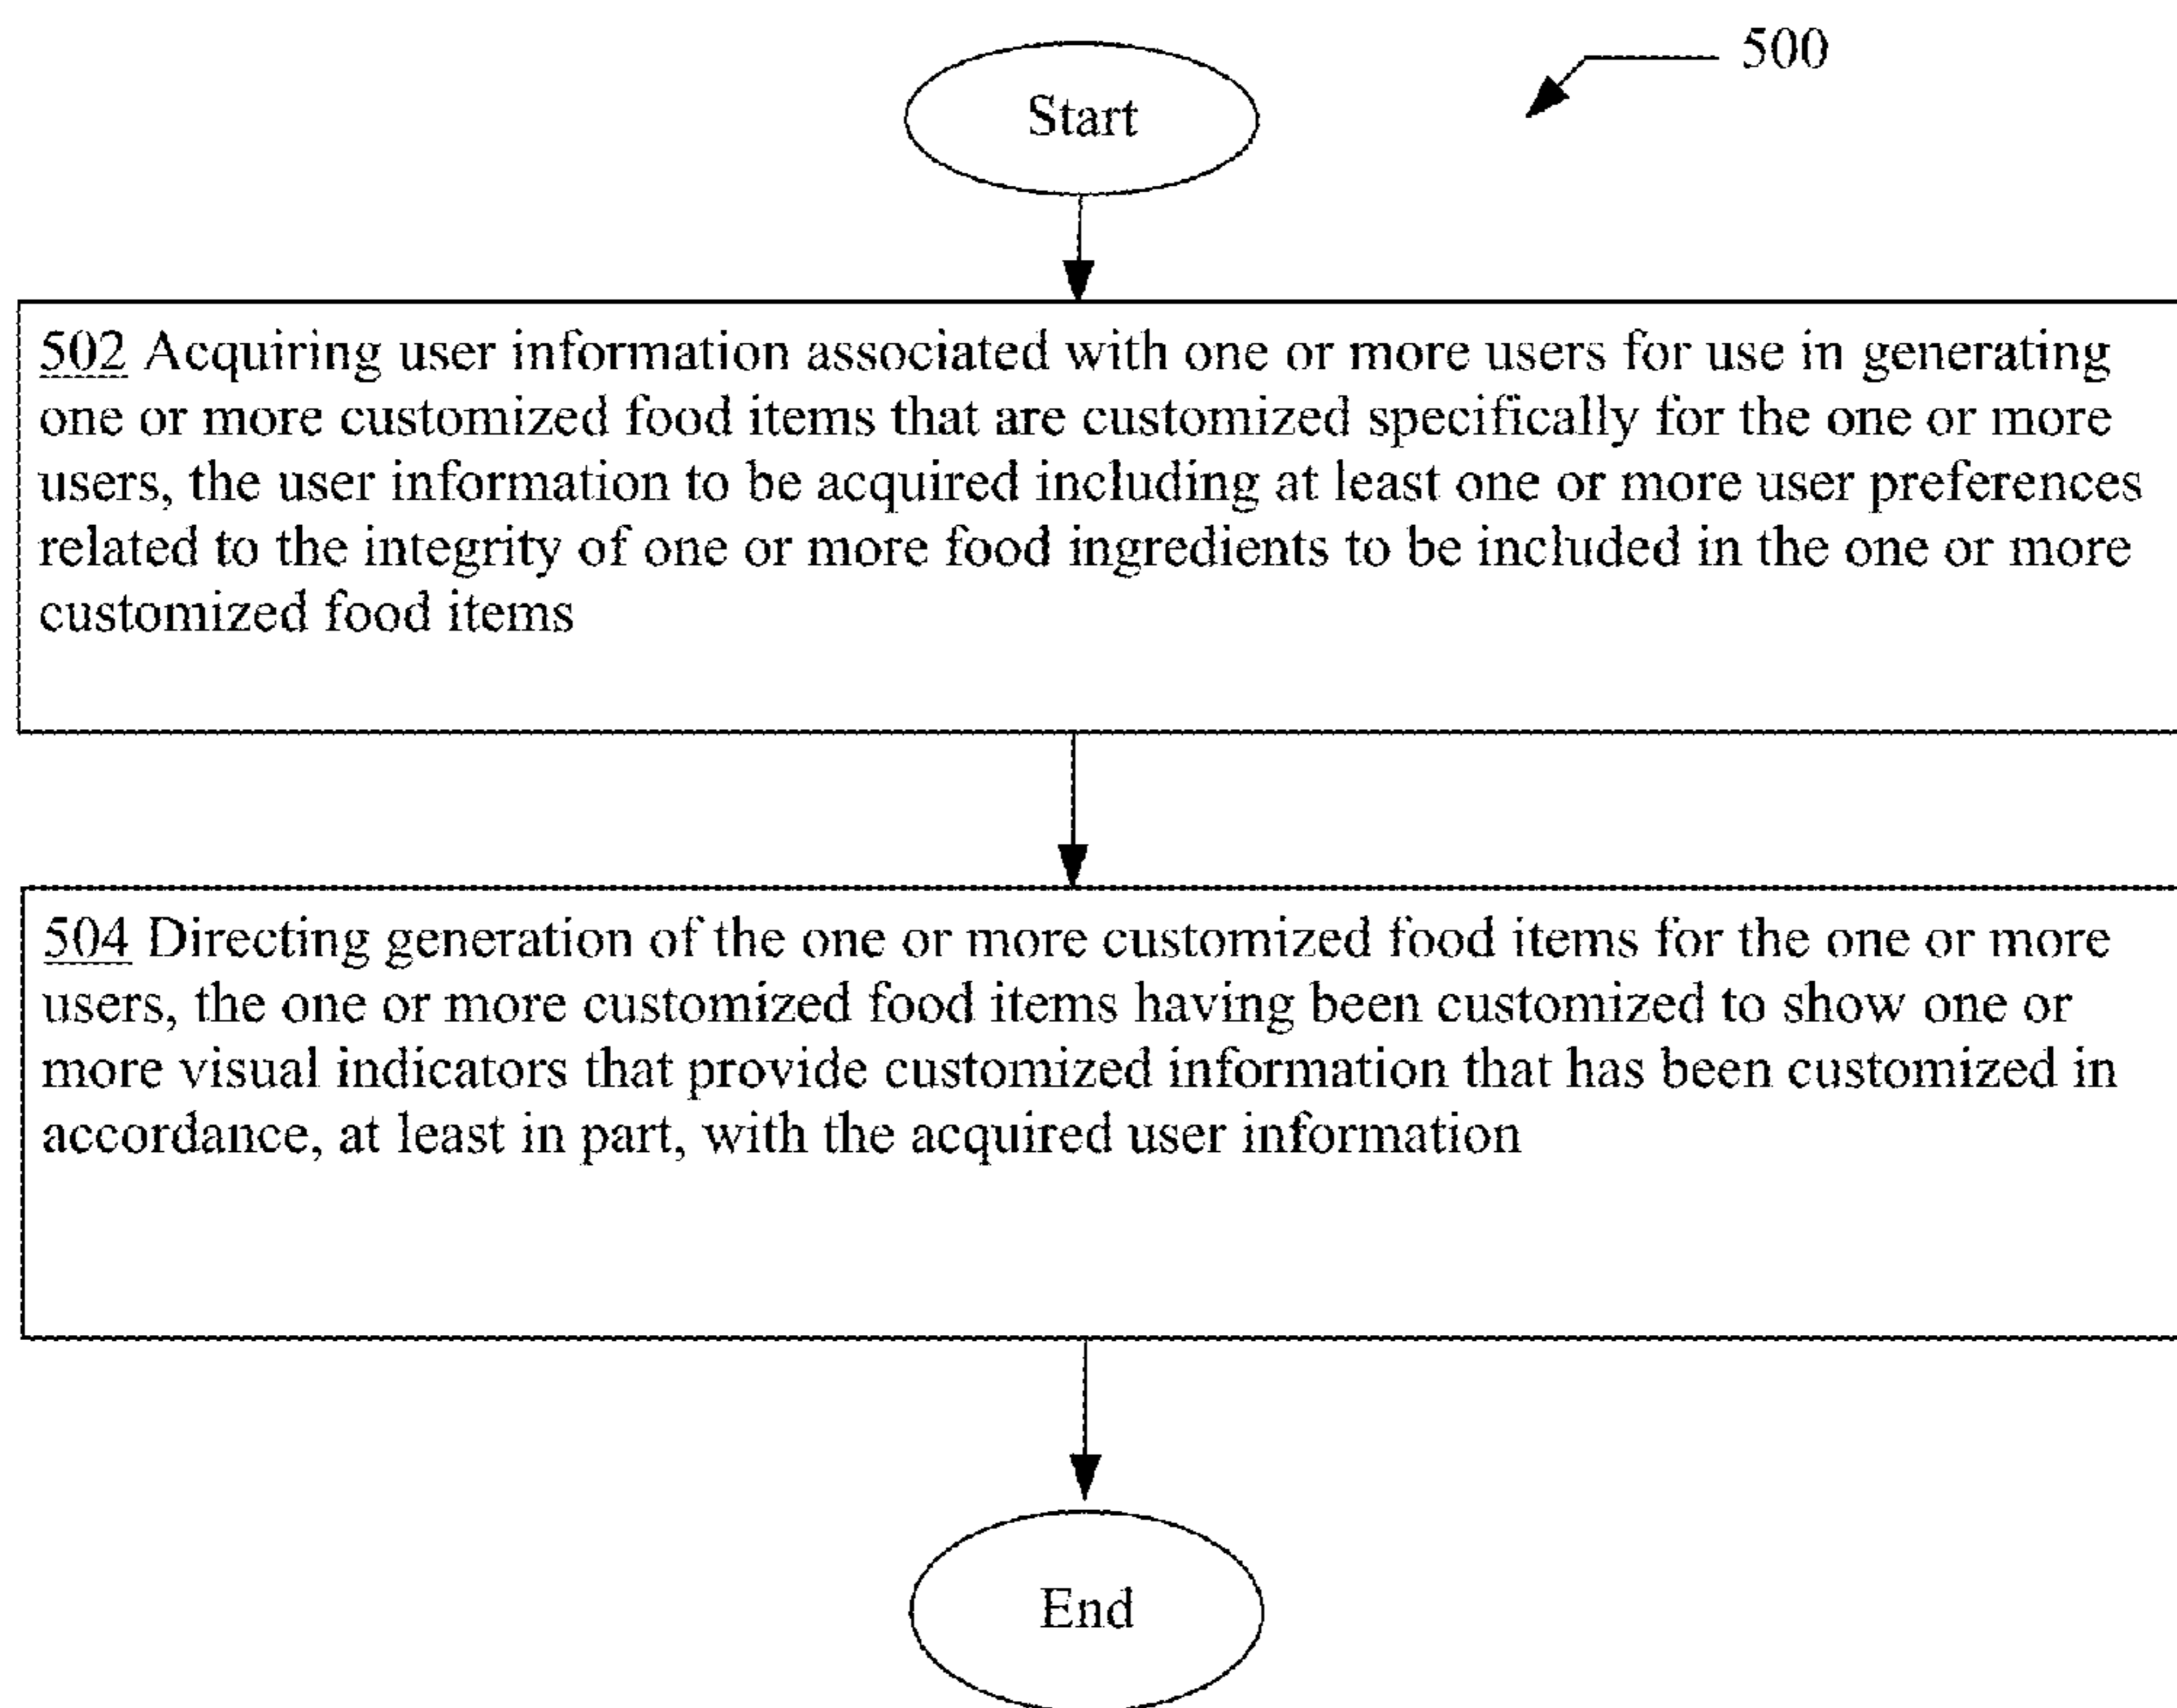 500
Start
502 Acquiring user information associated with one or more users for use in generating
one or more customized food items that are customized specifically for the one or more
users, the user information to be acquired including at least one or more user preferences
related to the integrity of one or more food ingredients to be included in the one or more
customized food items
504 Directing generation of the one or more customized food items for the one or more
users, the one or more customized food items having been customized to show one or
more visual indicators that provide customized information that has been customized in
accordance, at least in part, with the acquired user information
End